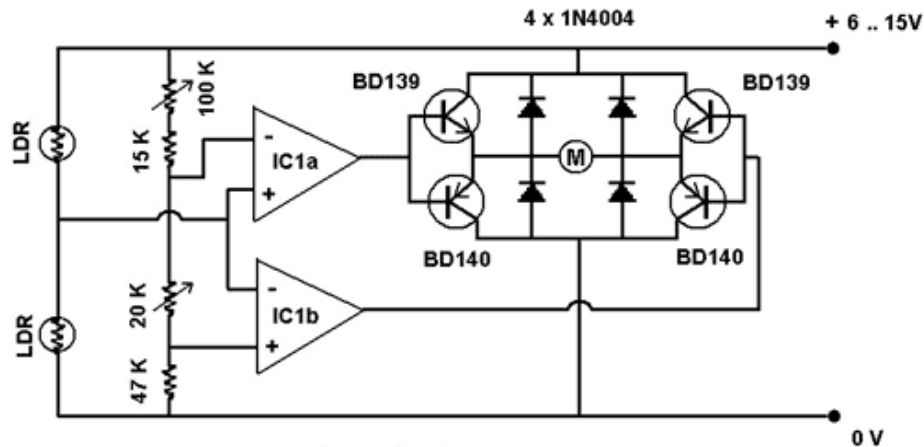 4 x 1N4004
+ 6 .. 15V
BD139
BD139
100 K
LDR
15 K
-
IC1a
+
M
BD140
BD140
20 K
-
IC1b
+
LDR
47 K
0 V